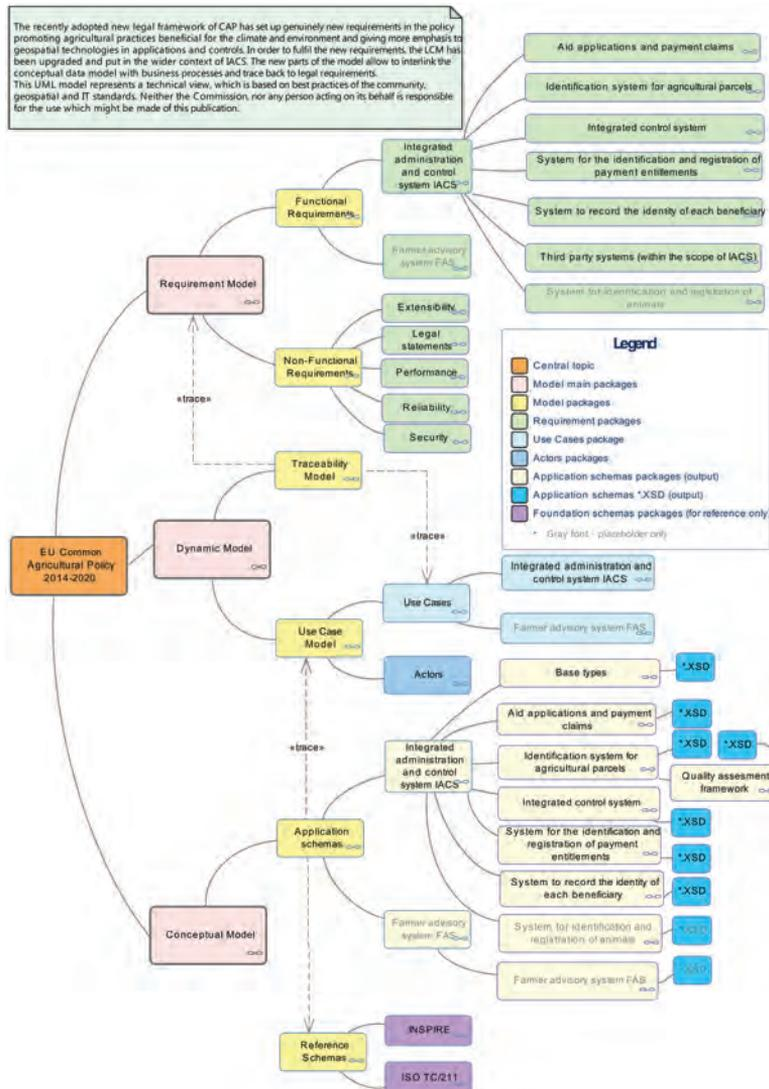 The recently adopted new legal framework of CAP has set up genuinely new requirements in the policy
promoting agricultural practices beneficial for the climate and environment and giving more emphasis to
geospatial technologies in applications and controls. In order to fulfil the new requirements, the LCM has
been upgraded and put in the wider context of IACS. The new parts of the model allow to interlink the
conceptual data model with business processes and trace back to legal requirements.
This UML model represents a technical view, which is based on best practices of the community,
geospatial and IT standards. Neither the Commission, nor any person acting on its behalf is responsible
for the use which might be made of this publication.
Aid applications and payment claims
Identification system for agricultural parcels
Integrated control system
System for the identification and registration of
payment entitlements
System to record the identity of each beneficiary
Third party systems (within the scope of IACS)
System for identification and registration of
animals
Integrated
administration
and control
system IACS
Functional
Requirements
Farmer advisory
system FAS
Requirement Model
Extensibility
Legal
statements
Non-Functional
Requirements
Performance
Reliability
Security
«trace»
Legend
Central topic
Model main packages
Model packages
Requirement packages
Use Cases package
Actors packages
Application schemas packages (output)
Application schemas *.XSD (output)
Foundation schemas packages (for reference only)
* Gray font - placeholder only
Traceability
Model
«trace»
EU Common
Agricultural Policy
2014-2020
Dynamic Model
Use Cases
Integrated administration and
control system IACS
Farmer advisory system FAS
Use Case
Model
Actors
«trace»
Base types
*.XSD
Aid applications and payment
claims
*.XSD
Integrated
administration
and control
system IACS
Identification system for
agricultural parcels
*.XSD
*.XSD
Quality assesment
framework
Integrated control system
*.XSD
System for the identification and
registration of payment
entitlements
*.XSD
System to record the identity of
each beneficiary
*.XSD
System for identification and
registration of animals
*.XSD
Application
schemas
Farmer advisory
system FAS
Farmer advisory system FAS
*.XSD
Conceptual Model
Reference
Schemas
INSPIRE
ISO TC/211